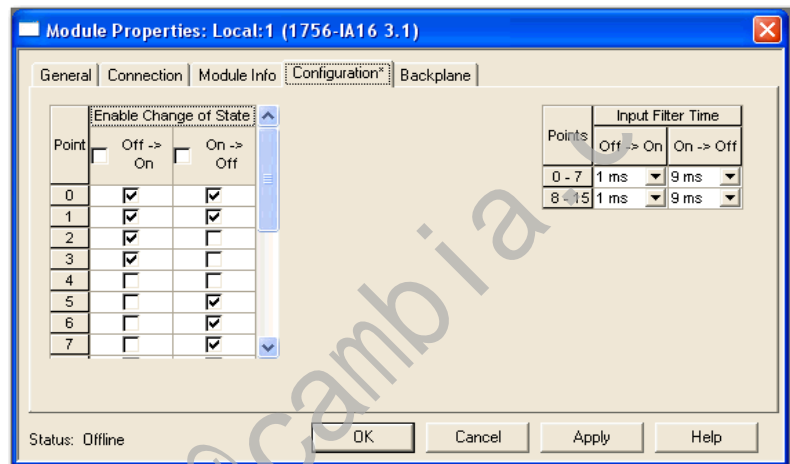 Module Properties: Local:1 (1756-IA16 3.1)
General Connection Module Info Configuration* Backplane
Enable Change of State
Point Off -> On On -> Off
0
1
2
3
4
5
6
7
Input Filter Time
Points Off -> On On -> Off
0 - 7 1 ms 9 ms
8 - 15 1 ms 9 ms
Status: Offline
OK Cancel Apply Help
@cambia.c